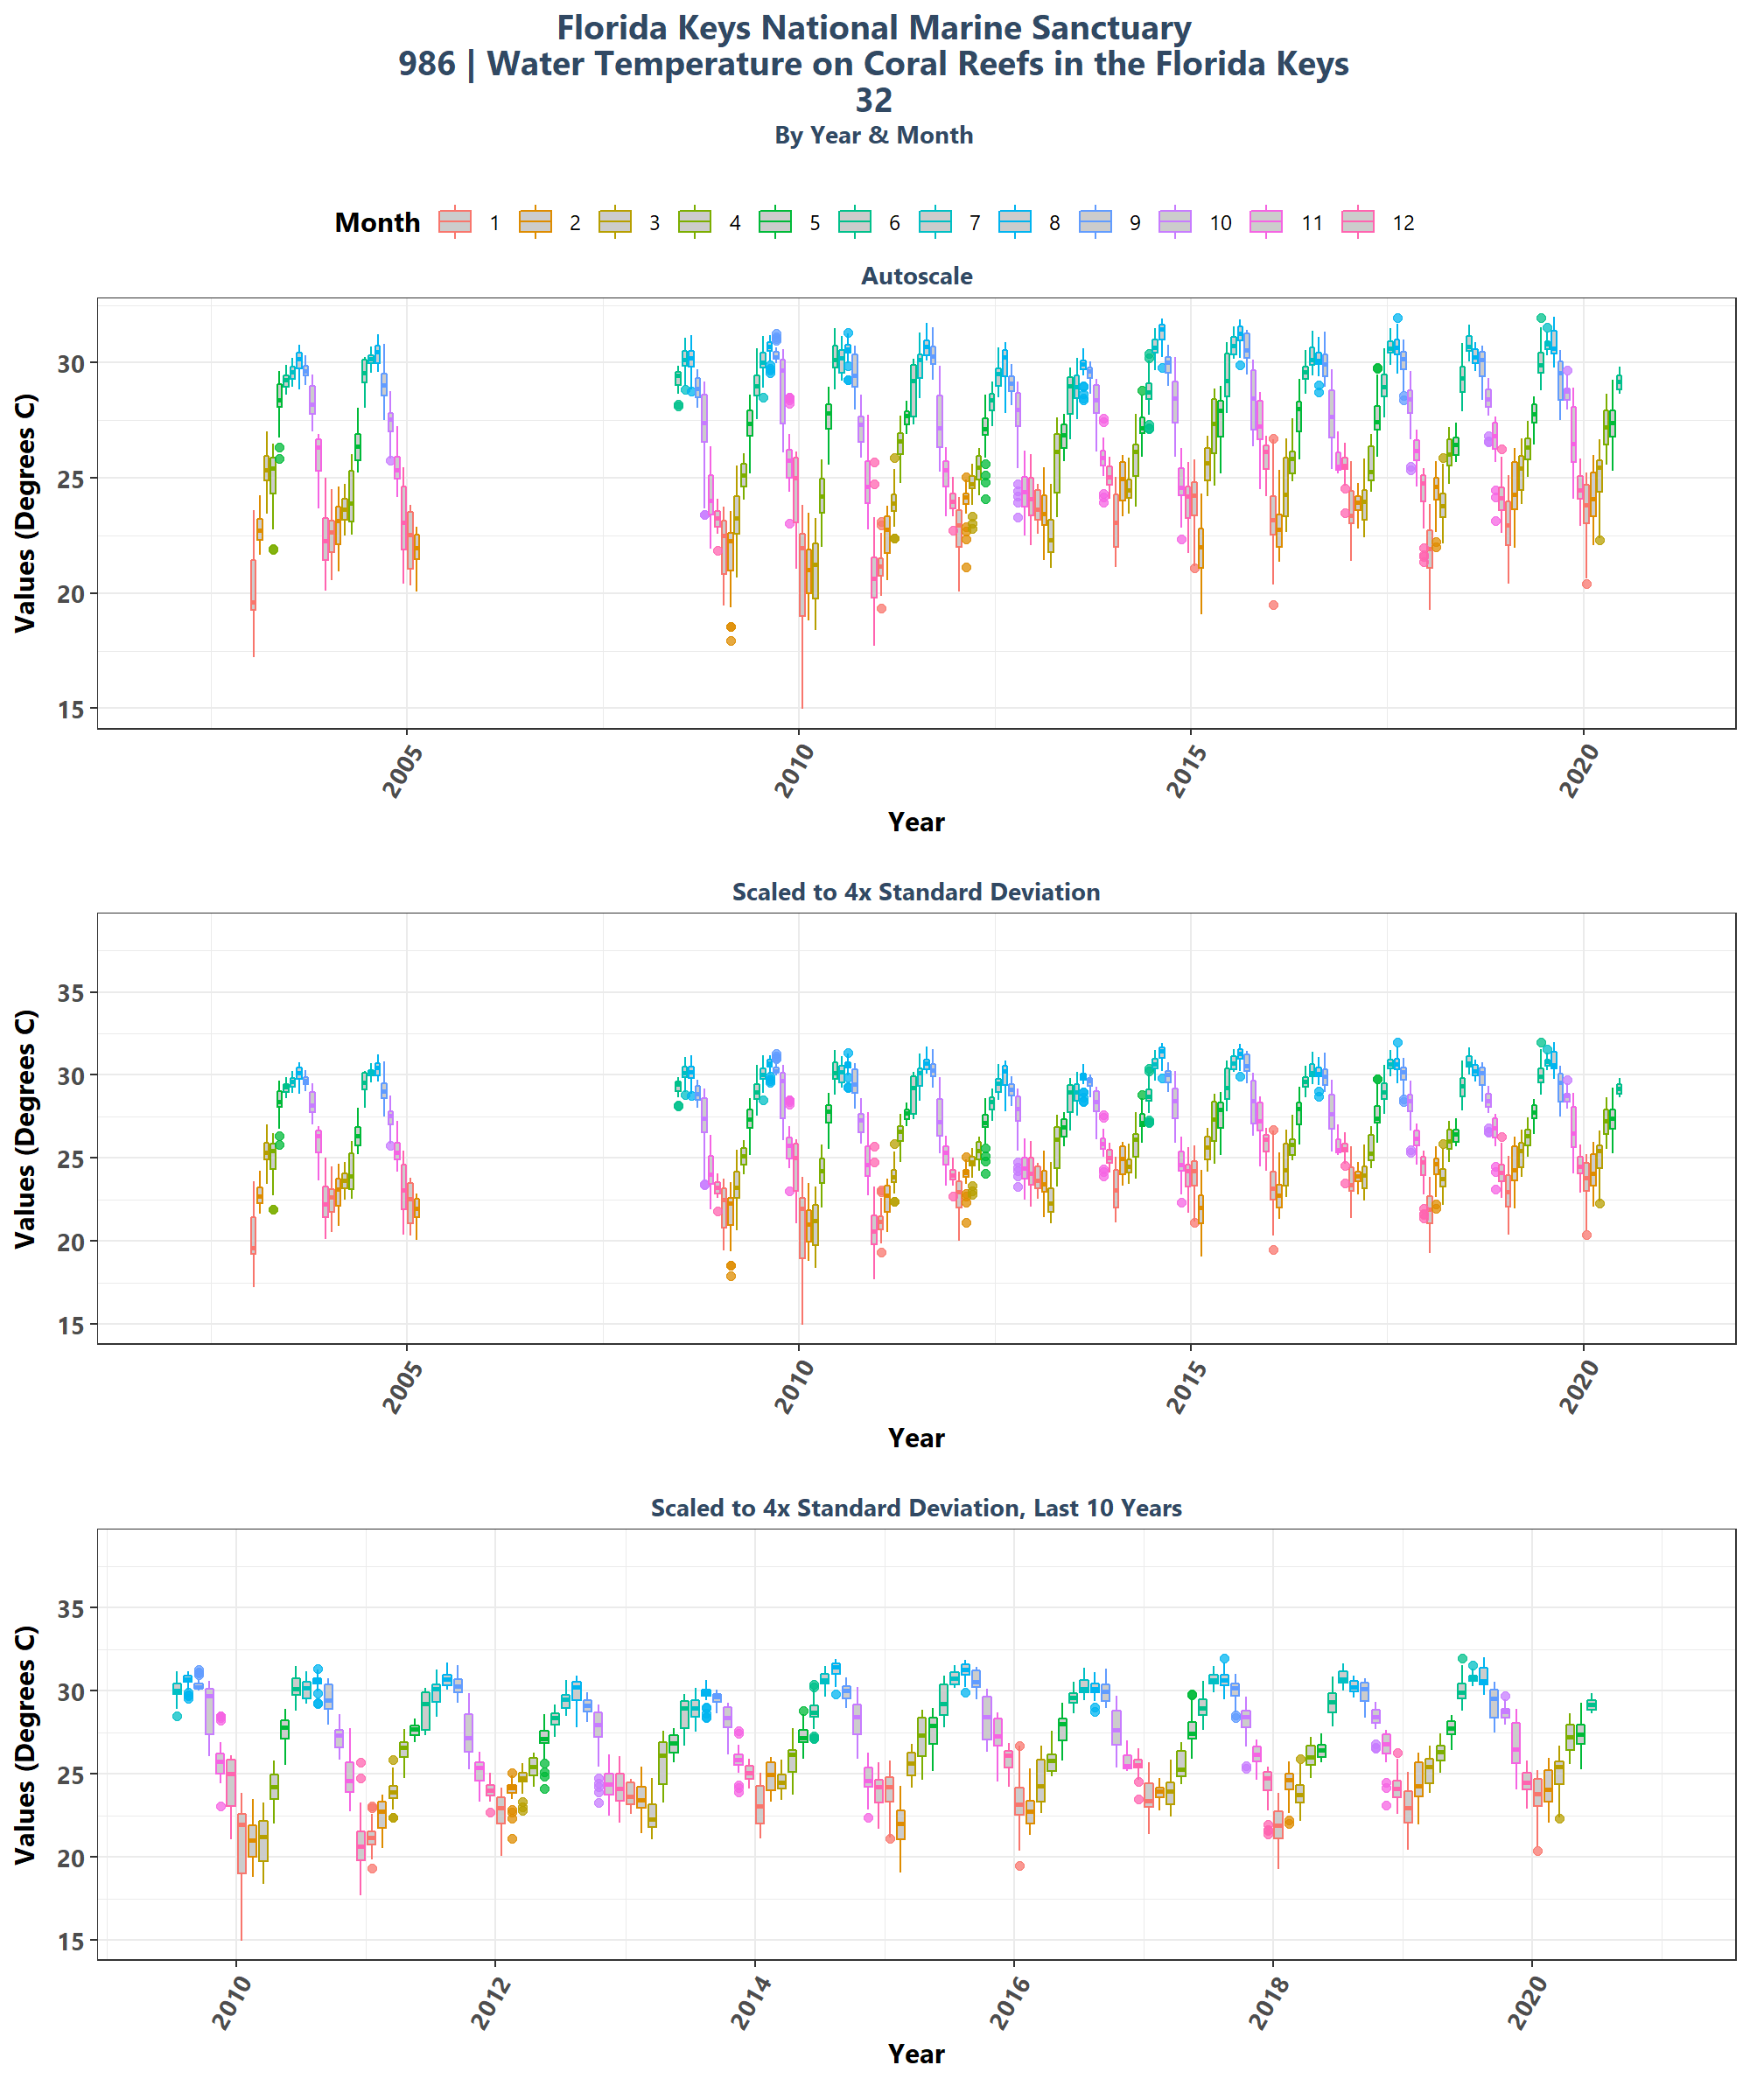 Florida Keys National Marine Sanctuary
986 | Water Temperature on Coral Reefs in the Florida Keys
32
By Year & Month
Month 1 2 3 4 5 6 7 8 9 10 11 12
Autoscale
Values (Degrees C)
30
25
20
15
2005 2010 2015 2020
Year
Scaled to 4x Standard Deviation
Values (Degrees C)
35
30
25
20
15
2005 2010 2015 2020
Year
Scaled to 4x Standard Deviation, Last 10 Years
Values (Degrees C)
35
30
25
20
15
2010 2012 2014 2016 2018 2020
Year